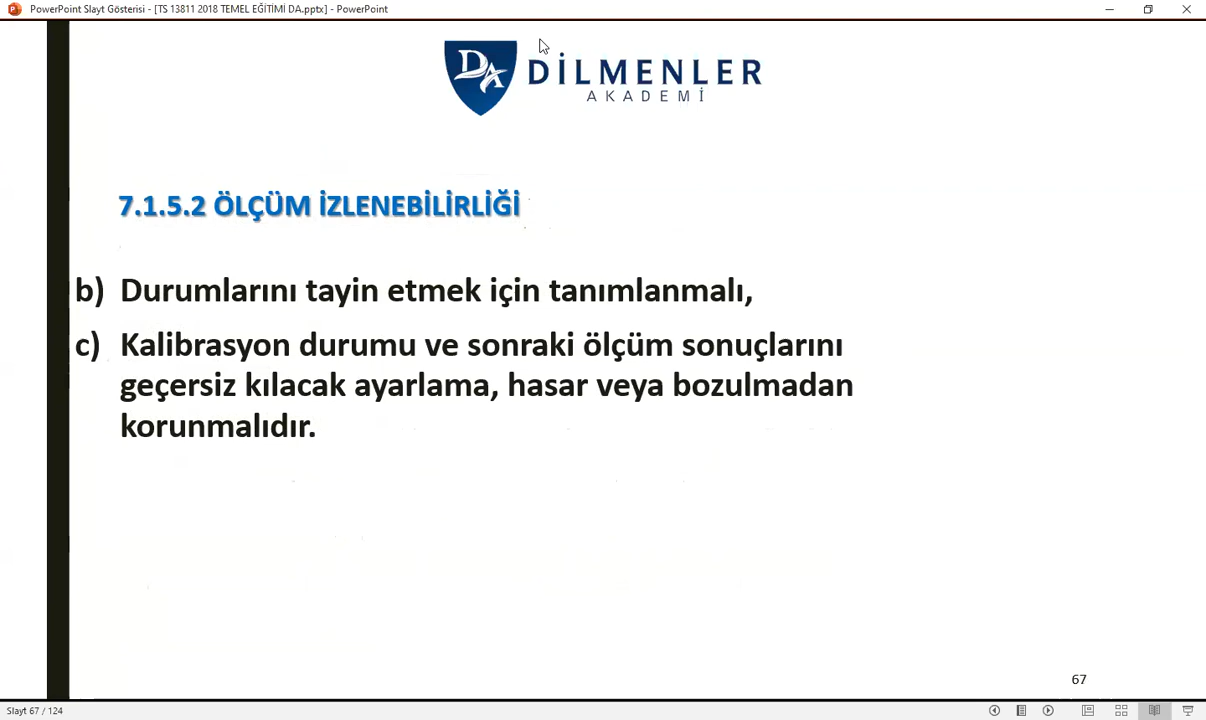 PowerPoint Slayt Gösterisi - [TS 13811 2018 TEMEL EĞİTİMİ DA.pptx] - PowerPoint
DA
DİLMENLER
AKADEMİ
7.1.5.2 ÖLÇÜM İZLENEBİLİRLİĞİ
b) Durumlarını tayin etmek için tanımlanmalı,
c) Kalibrasyon durumu ve sonraki ölçüm sonuçlarını
geçersiz kılacak ayarlama, hasar veya bozulmadan
korunmalıdır.
67
Slayt 67 / 124